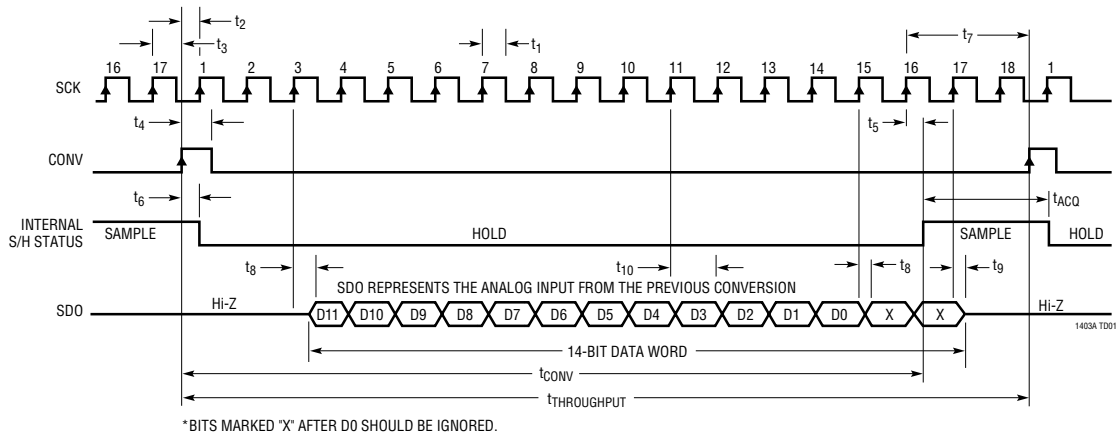 t2
t3
t1
t7
16 17 1 2 3 4 5 6 7 8 9 10 11 12 13 14 15 16 17 18 1
SCK
t4
t5
CONV
t6
tACQ
INTERNAL
S/H STATUS
SAMPLE HOLD SAMPLE HOLD
t8 t10 t8 t9
SDO REPRESENTS THE ANALOG INPUT FROM THE PREVIOUS CONVERSION
SDO Hi-Z D11 D10 D9 D8 D7 D6 D5 D4 D3 D2 D1 D0 X X Hi-Z
1403A TD01
14-BIT DATA WORD
tCONV
tTHROUGHPUT
*BITS MARKED "X" AFTER D0 SHOULD BE IGNORED.